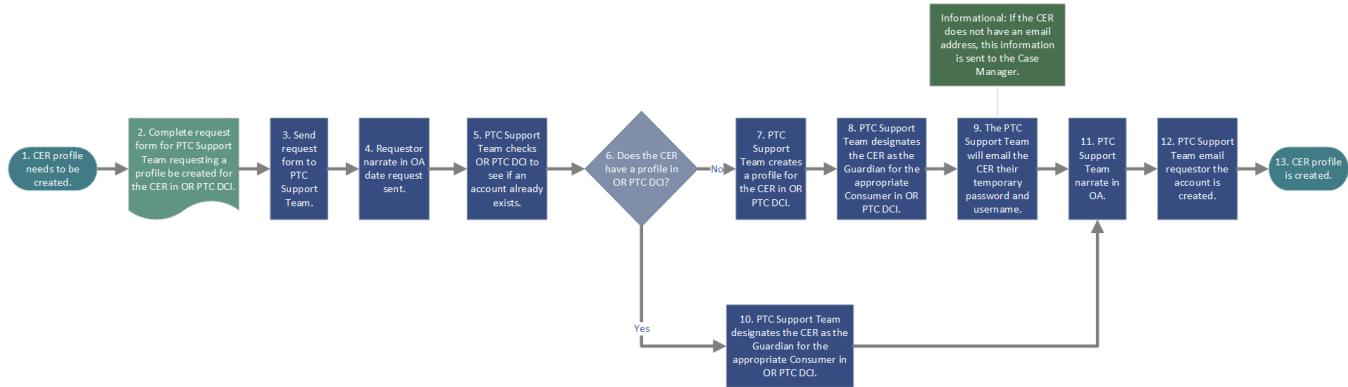 Informational: If the CER
does not have an email
address, this information
is sent to the Case
Manager.
1. CER profile
needs to be
created.
2. Complete request
form for PTC Support
Team requesting a
profile be created for
the CER in OR PTC DCI.
3. Send
request
form to
PTC
Support
Team.
4. Requestor
narrate in OA
date request
sent.
5. PTC Support
Team checks
OR PTC DCI to
see if an
account already
exists.
6. Does the CER
have a profile in
OR PTC DCI?
No
7. PTC
Support
Team creates
a profile for
the CER in OR
PTC DCI.
8. PTC Support
Team designates
the CER as the
Guardian for the
appropriate
Consumer in OR
PTC DCI.
9. The PTC
Support Team
will email the
CER their
temporary
password and
username.
11. PTC
Support
Team
narrate in
OA.
12. PTC Support
Team email
requestor the
account is
created.
13. CER profile
is created.
Yes
10. PTC Support Team
designates the CER as the
Guardian for the
appropriate Consumer in
OR PTC DCI.